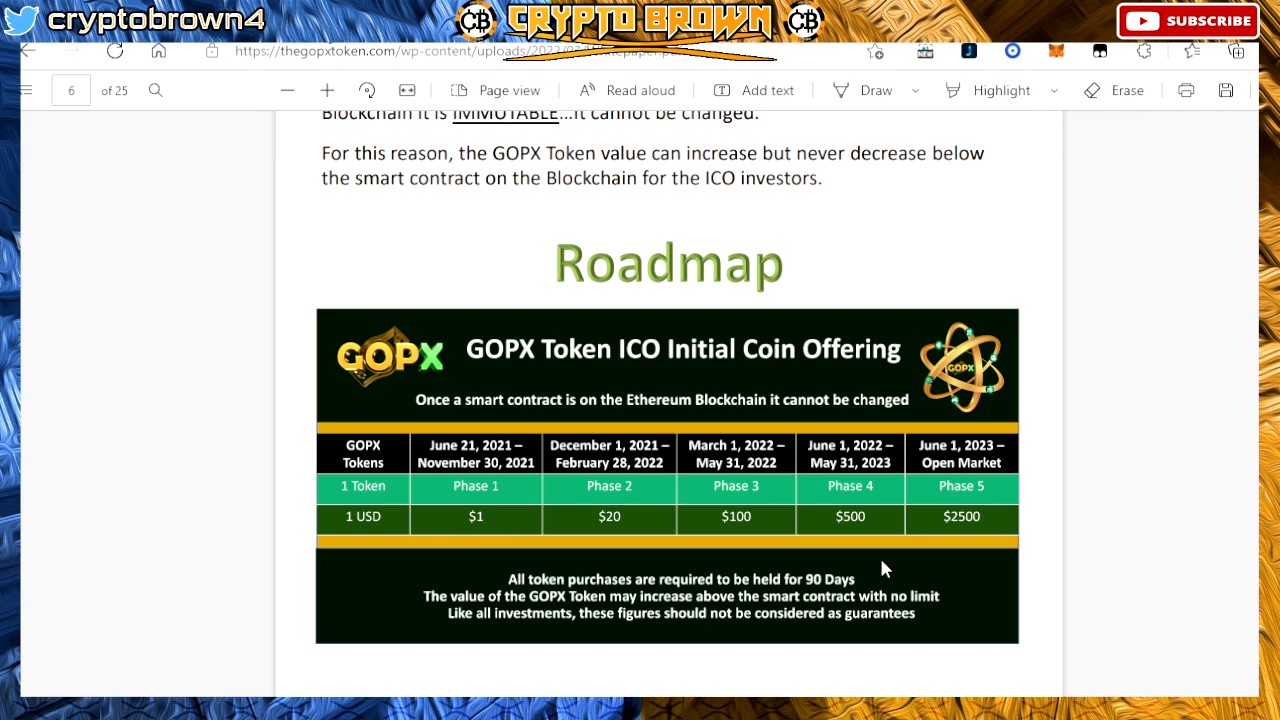 cryptobrown4
CB CRYPTO BROWN CB
SUBSCRIBE
https://thegopxtoken.com/wp-content/uploads/2022/
NEW
6 of 25
Page view
Read aloud
Add text
Draw
Highlight
Erase
Blockchain it is IMMUTABLE...it cannot be changed.
For this reason, the GOPX Token value can increase but never decrease below
the smart contract on the Blockchain for the ICO investors.
Roadmap
GOPX
GOPX Token ICO Initial Coin Offering
GOPX
Once a smart contract is on the Ethereum Blockchain it cannot be changed
GOPX Tokens June 21, 2021 – November 30, 2021 December 1, 2021 – February 28, 2022 March 1, 2022 – May 31, 2022 June 1, 2022 – May 31, 2023 June 1, 2023 – Open Market
1 Token Phase 1 Phase 2 Phase 3 Phase 4 Phase 5
1 USD $1 $20 $100 $500 $2500
All token purchases are required to be held for 90 Days
The value of the GOPX Token may increase above the smart contract with no limit
Like all investments, these figures should not be considered as guarantees